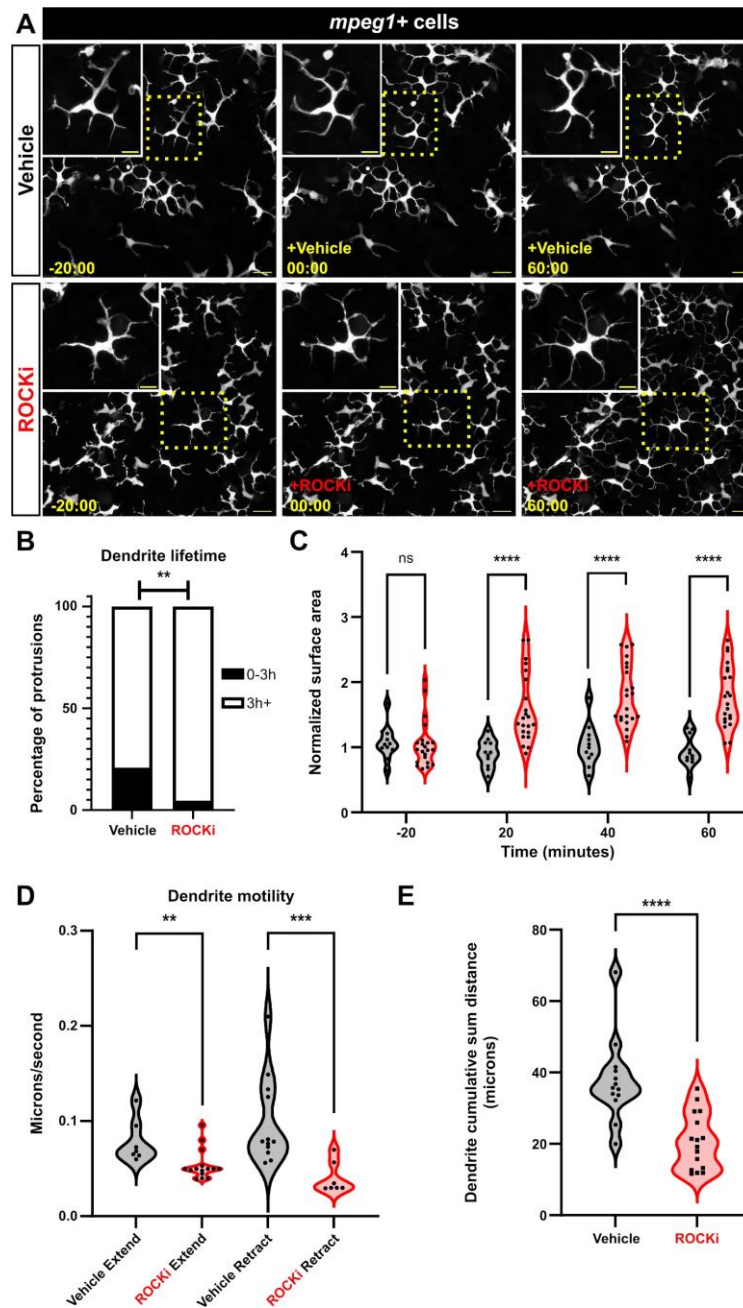 A
mpeg1+ cells
Vehicle
-20:00
+Vehicle
00:00
+Vehicle
60:00
ROCKi
-20:00
+ROCKi
00:00
+ROCKi
60:00
B
Dendrite lifetime
**
100
50
0
Percentage of protrusions
Vehicle
ROCKi
0-3h
3h+
C
ns
****
****
****
4
3
2
1
0
Normalized surface area
-20
20
40
60
Time (minutes)
D
Dendrite motility
**
***
0.3
0.2
0.1
0.0
Microns/second
Vehicle Extend
ROCKi Extend
Vehicle Retract
ROCKi Retract
E
****
80
60
40
20
0
Dendrite cumulative sum distance
(microns)
Vehicle
ROCKi